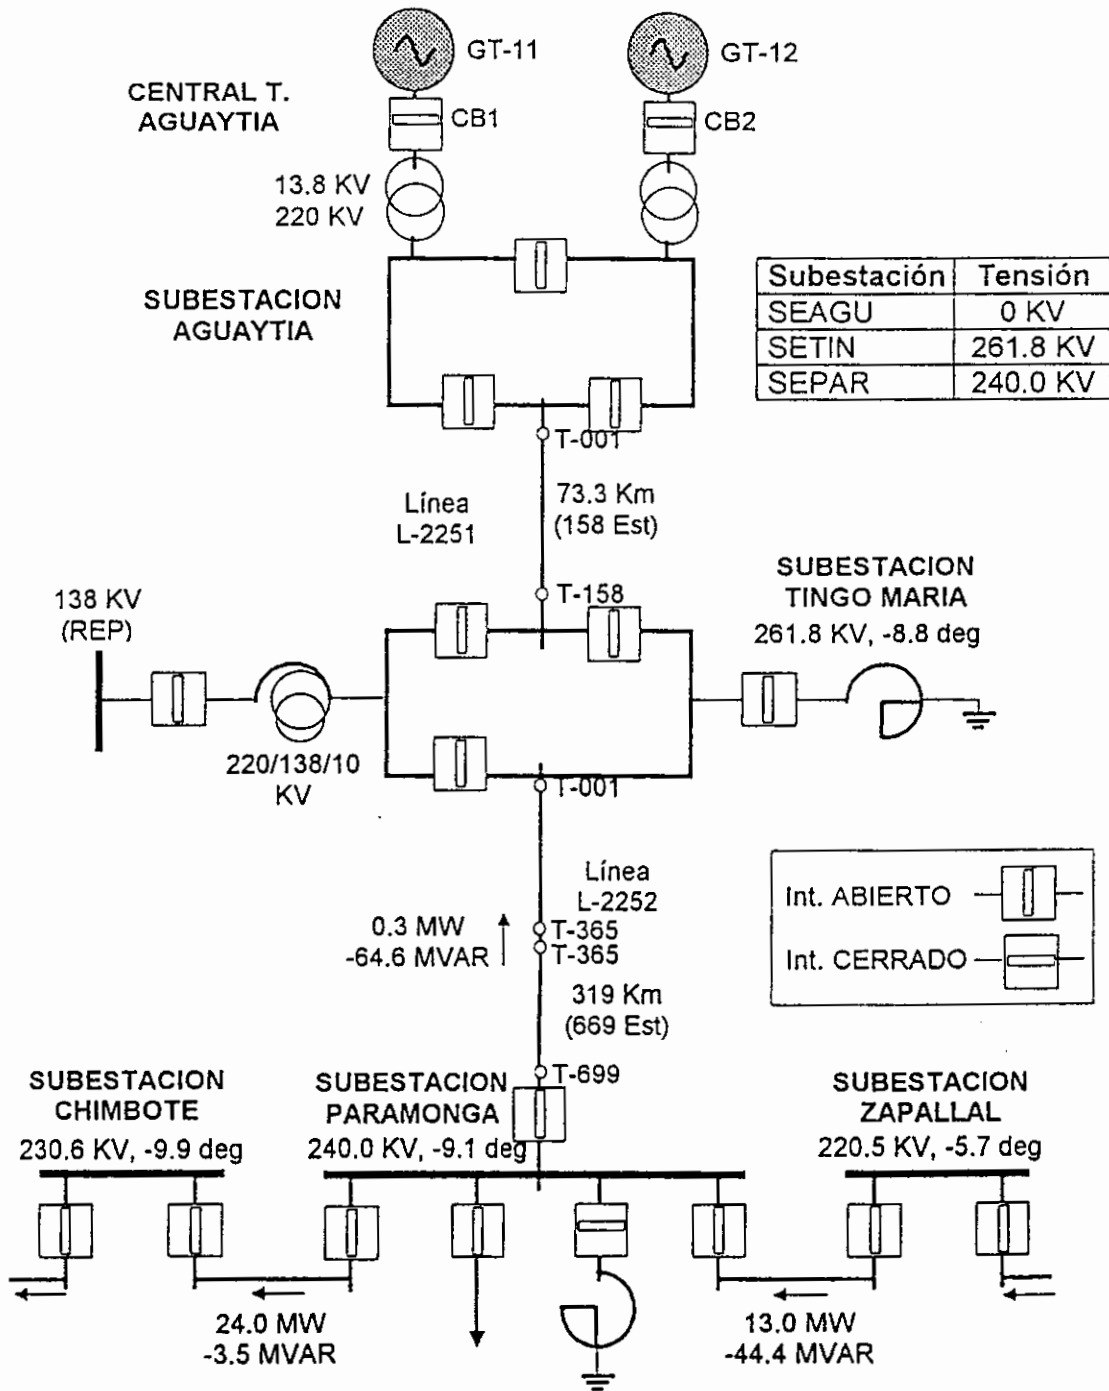 GT-11
GT-12
CENTRAL T.
AGUAYTIA
CB1
CB2
13.8 KV
220 KV
SUBESTACION
AGUAYTIA
Subestación Tensión
SEAGU 0 KV
SETIN 261.8 KV
SEPAR 240.0 KV
T-001
Línea
L-2251
73.3 Km
(158 Est)
T-158
SUBESTACION
TINGO MARIA
261.8 KV, -8.8 deg
138 KV
(REP)
220/138/10
KV
T-001
Línea
L-2252
0.3 MW
-64.6 MVAR
T-365
T-365
319 Km
(669 Est)
T-699
Int. ABIERTO
Int. CERRADO
SUBESTACION
CHIMBOTE
230.6 KV, -9.9 deg
SUBESTACION
PARAMONGA
240.0 KV, -9.1 deg
SUBESTACION
ZAPALLAL
220.5 KV, -5.7 deg
24.0 MW
-3.5 MVAR
13.0 MW
-44.4 MVAR